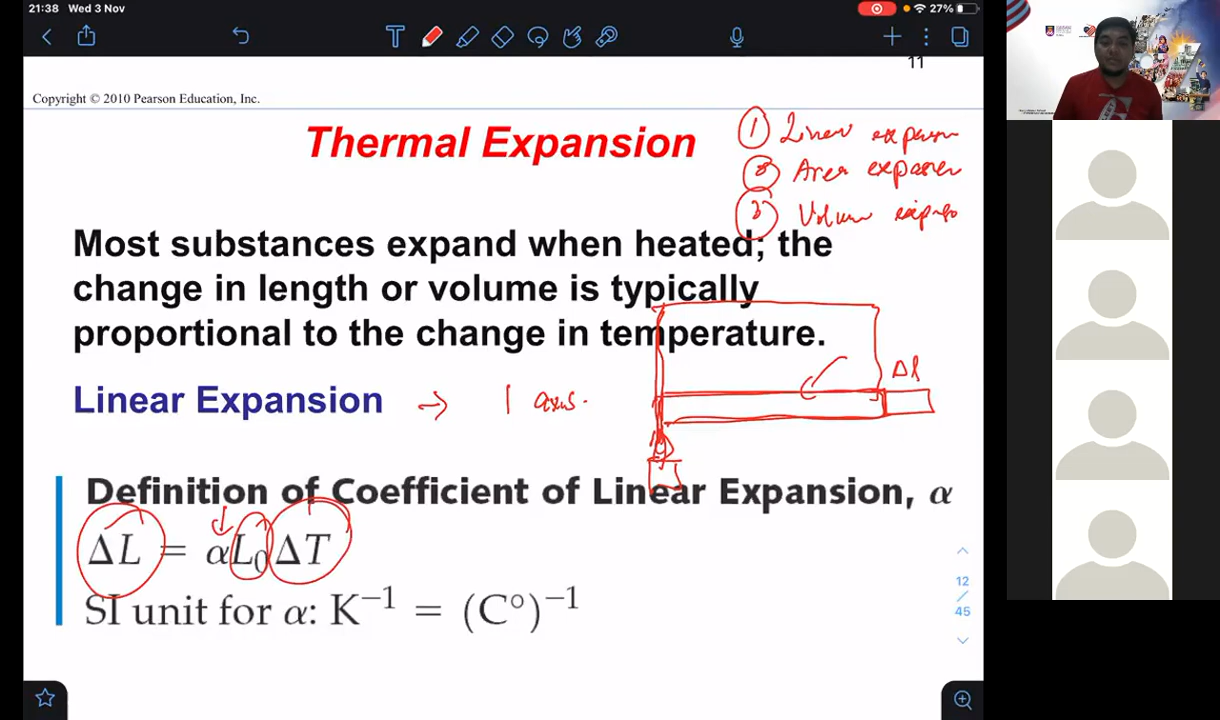 21:38 Wed 3 Nov
27%
11
Copyright © 2010 Pearson Education, Inc.
Thermal Expansion
① Linear expansion
② Area expansion
③ Volume
Most substances expand when heated; the
change in length or volume is typically
proportional to the change in temperature.
Δl
Linear Expansion → 1 axis.
Definition of Coefficient of Linear Expansion, α
ΔL = αL₀ΔT
SI unit for α: K⁻¹ = (C°)⁻¹
12
/
45